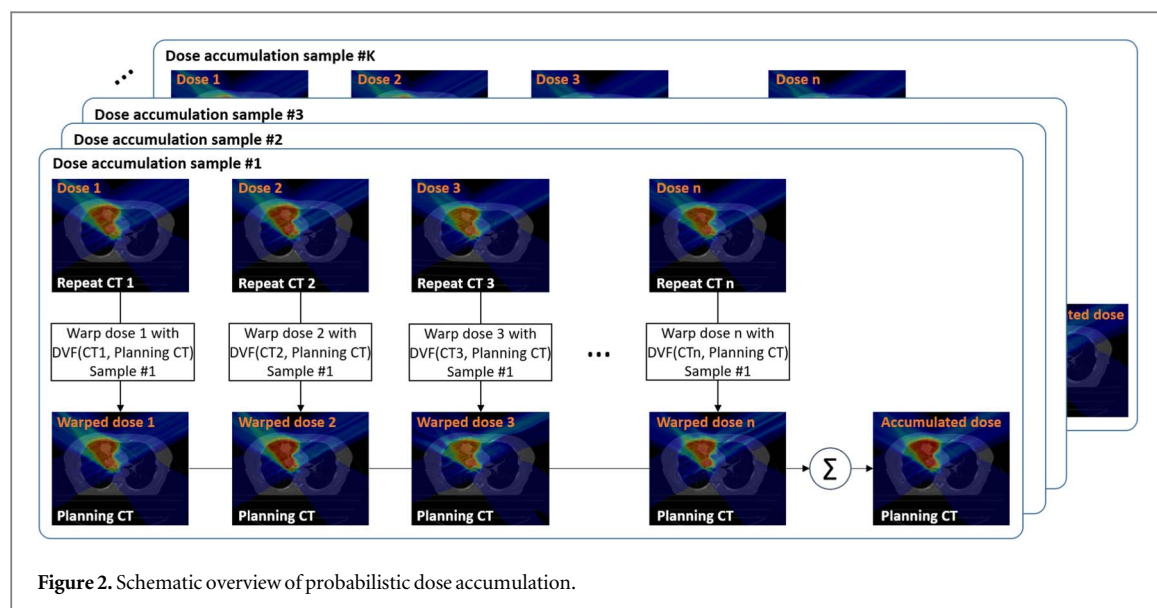 Dose accumulation sample #K
Dose 1 Dose 2 Dose 3 Dose n
Dose accumulation sample #3
Dose accumulation sample #2
Dose accumulation sample #1
Dose 1 Dose 2 Dose 3 Dose n
Repeat CT 1 Repeat CT 2 Repeat CT 3 Repeat CT n
ted dose
Warp dose 1 with
DVF(CT1, Planning CT)
Sample #1
Warp dose 2 with
DVF(CT2, Planning CT)
Sample #1
Warp dose 3 with
DVF(CT3, Planning CT)
Sample #1
...
Warp dose n with
DVF(CTn, Planning CT)
Sample #1
Warped dose 1 Warped dose 2 Warped dose 3 Warped dose n Accumulated dose
Σ
Planning CT Planning CT Planning CT Planning CT Planning CT
Figure 2. Schematic overview of probabilistic dose accumulation.